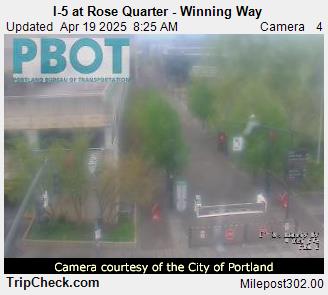 I-5 at Rose Quarter - Winning Way
Updated  Apr 19 2025  8:25 AM
Camera   4
PBOT
PORTLAND BUREAU OF TRANSPORTATION
Camera courtesy of the City of Portland
TripCheck.com
Milepost302.00